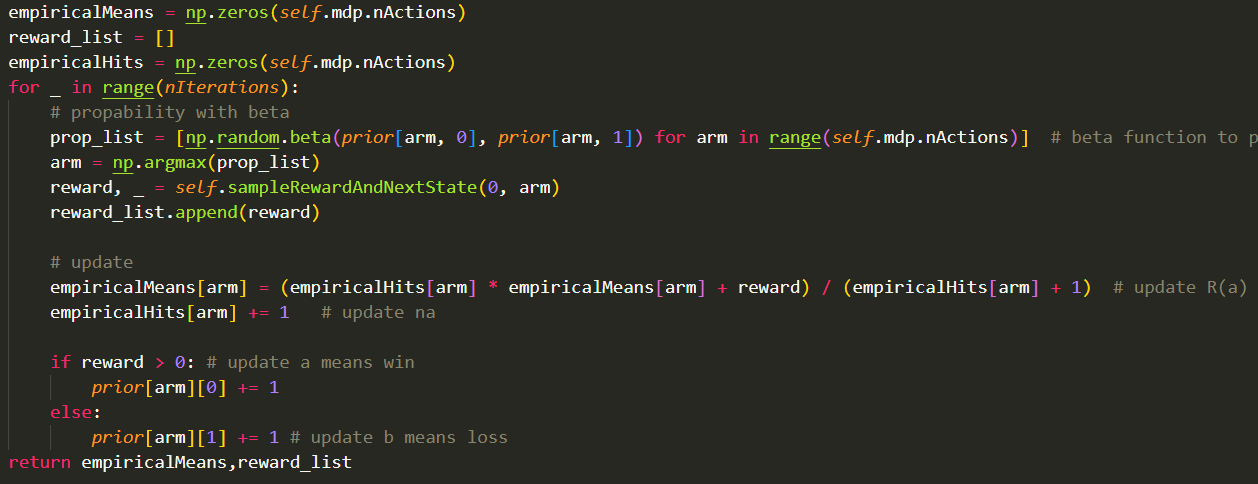 empiricalMeans = np.zeros(self.mdp.nActions)
reward_list = []
empiricalHits = np.zeros(self.mdp.nActions)
for _ in range(nIterations):
    # propability with beta
    prop_list = [np.random.beta(prior[arm, 0], prior[arm, 1]) for arm in range(self.mdp.nActions)]  # beta function to p
    arm = np.argmax(prop_list)
    reward, _ = self.sampleRewardAndNextState(0, arm)
    reward_list.append(reward)
    # update
    empiricalMeans[arm] = (empiricalHits[arm] * empiricalMeans[arm] + reward) / (empiricalHits[arm] + 1)  # update R(a)
    empiricalHits[arm] += 1   # update na
    if reward > 0: # update a means win
        prior[arm][0] += 1
    else:
        prior[arm][1] += 1 # update b means loss
return empiricalMeans,reward_list